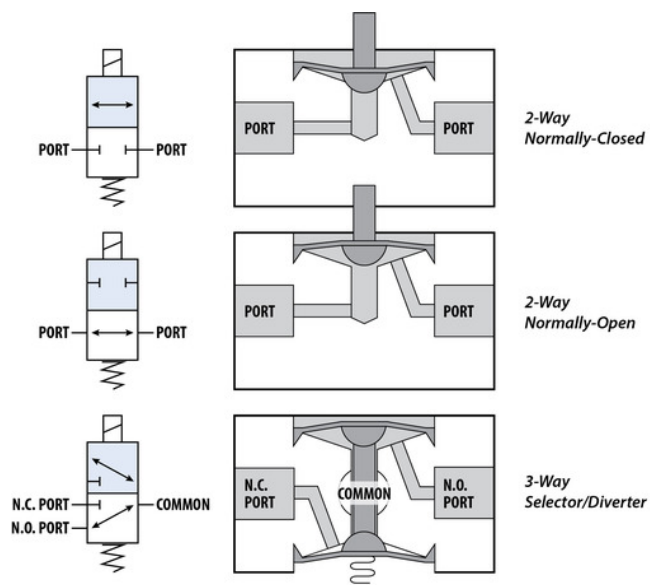 PORT PORT
PORT PORT
2-Way
Normally-Closed
PORT PORT
PORT PORT
2-Way
Normally-Open
N.C. PORT COMMON
N.O. PORT
N.C.
PORT
COMMON
N.O.
PORT
3-Way
Selector/Diverter